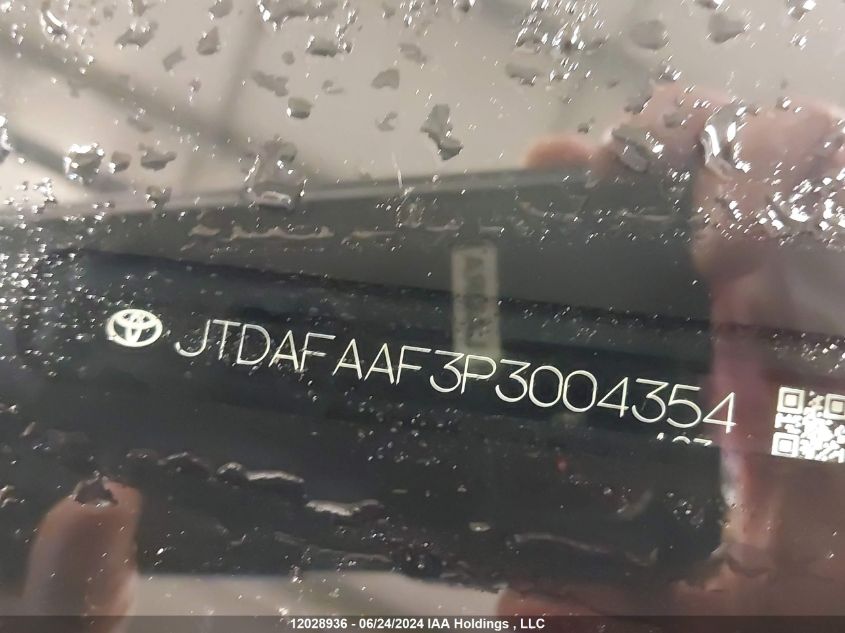 JTDAFAAF3P3004354
12028936 - 06/24/2024 IAA Holdings , LLC